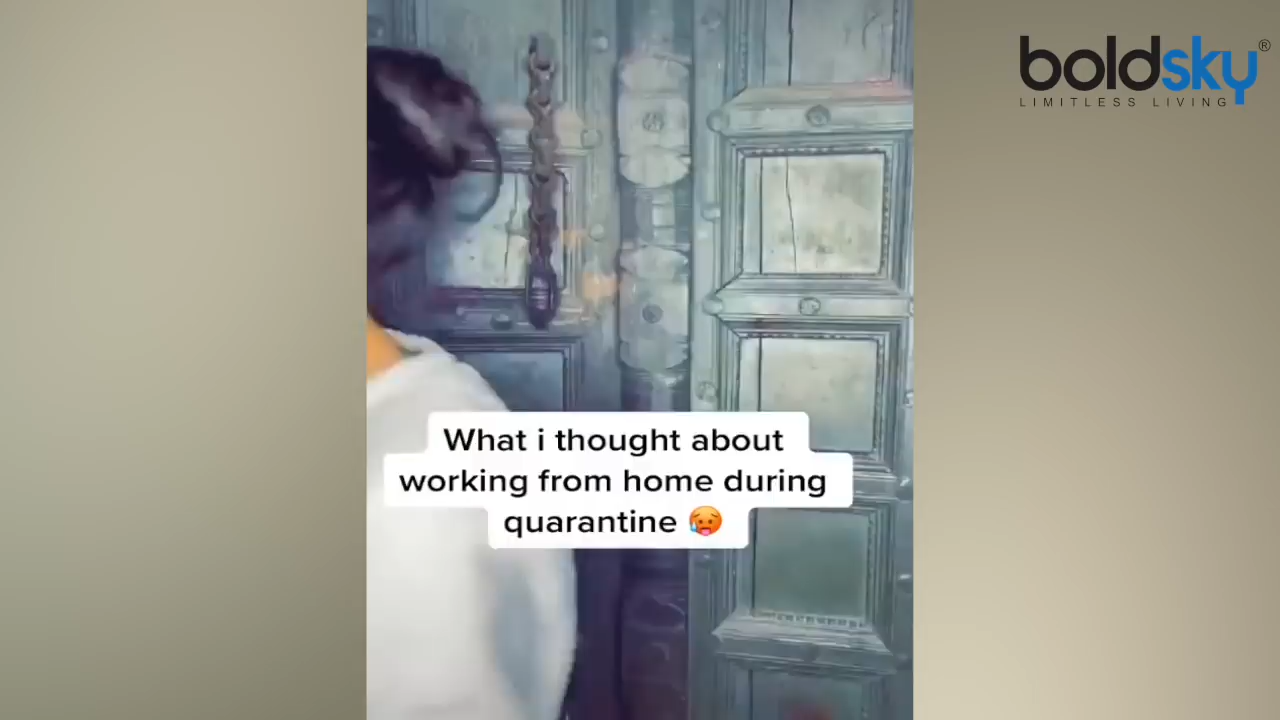 boldsky®
LIMITLESS LIVING
What i thought about
working from home during
quarantine 🥵